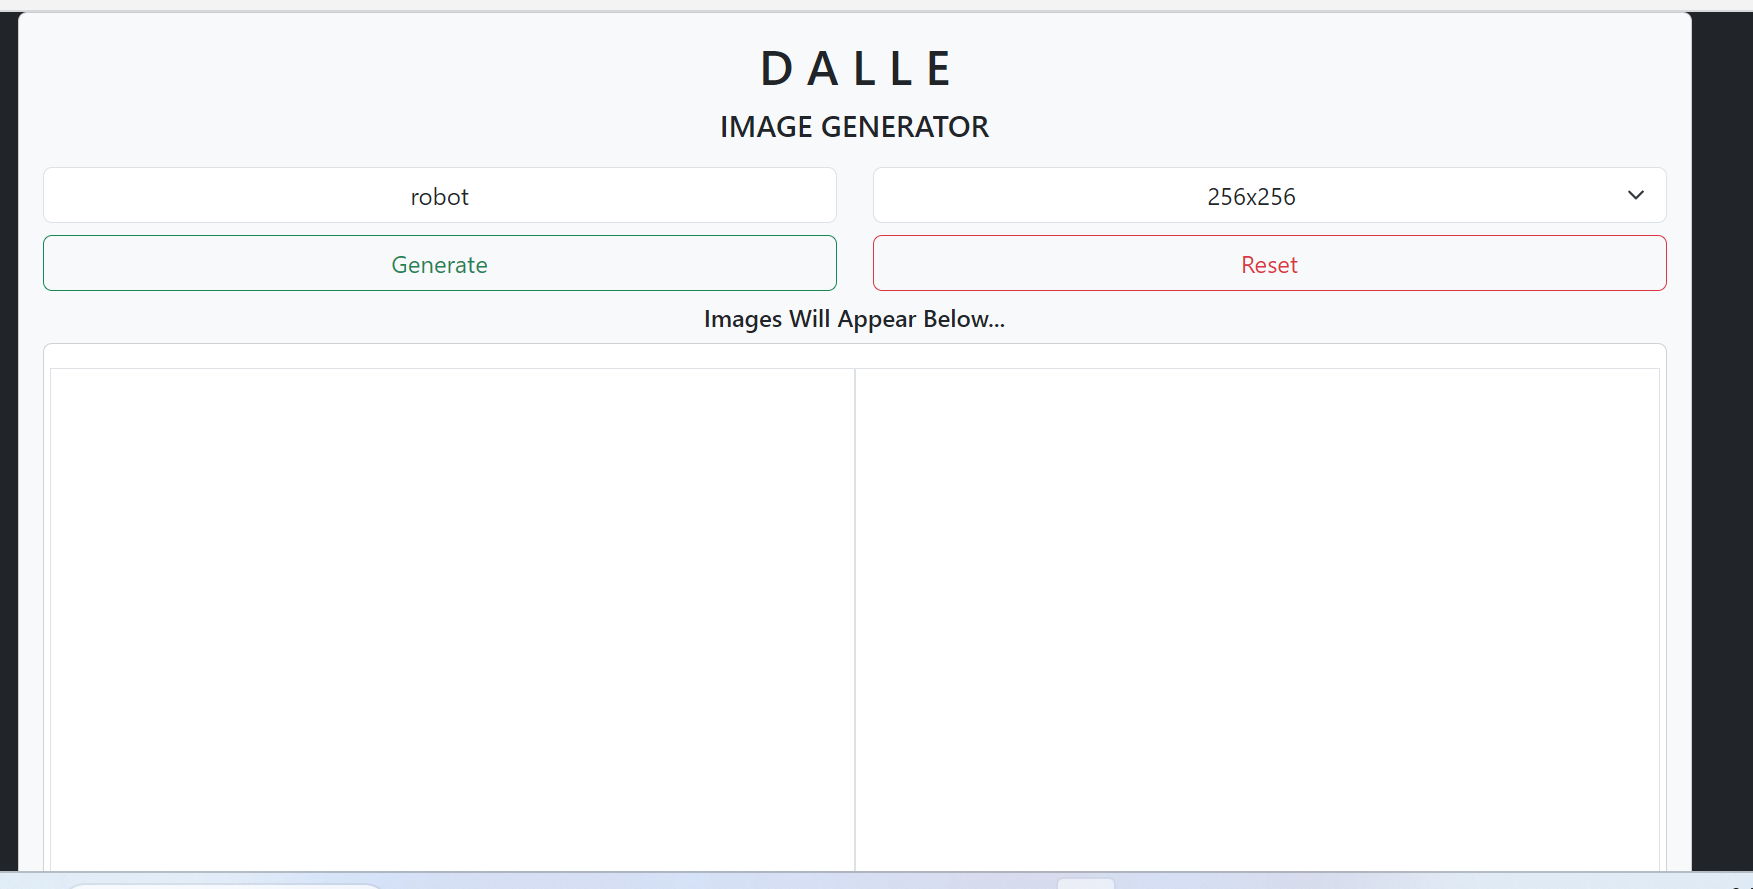 D A L L E
IMAGE GENERATOR
robot
256x256
Generate
Reset
Images Will Appear Below...